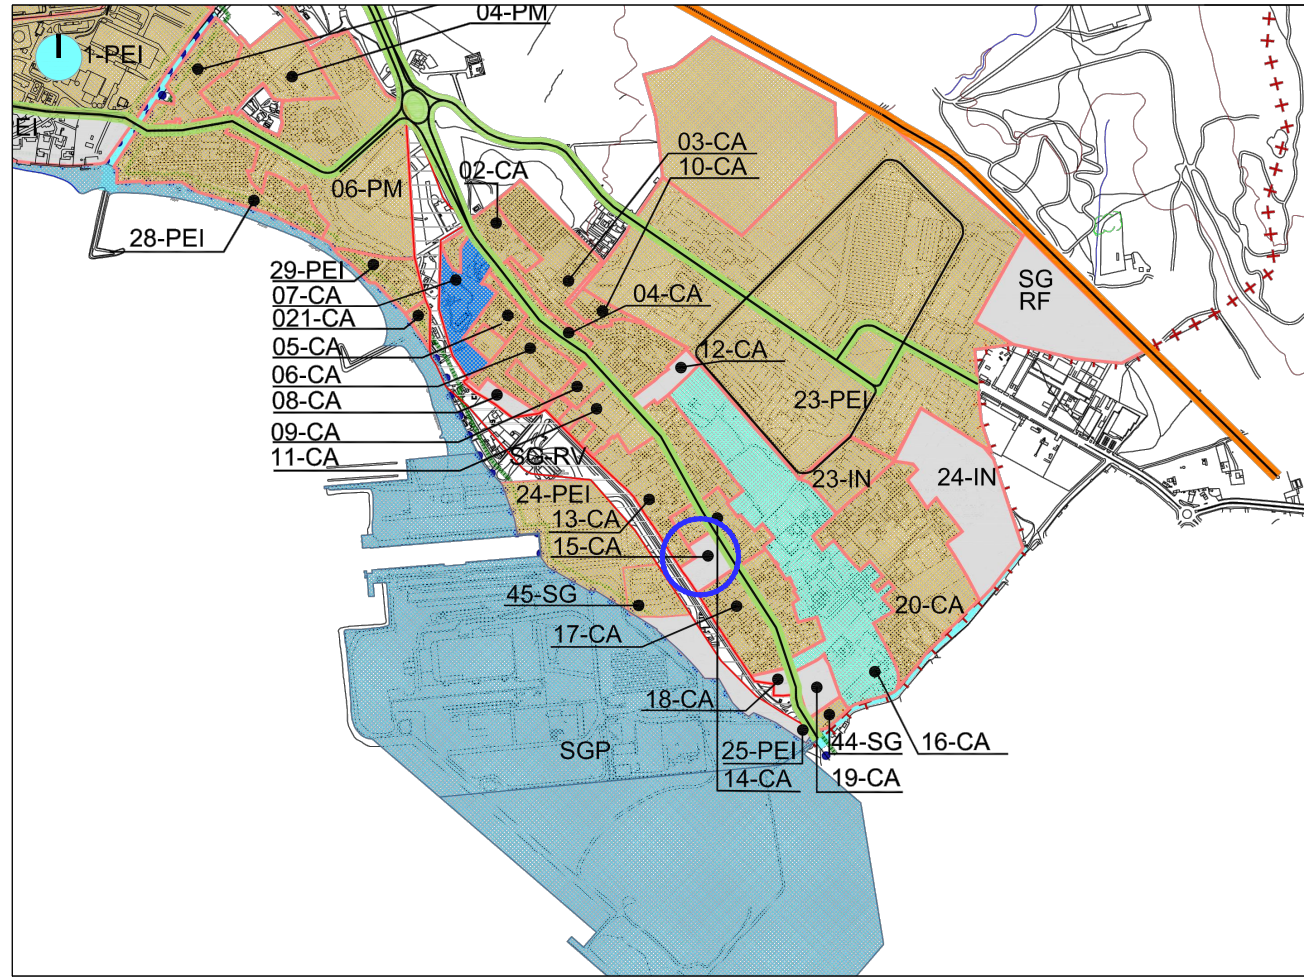 04-PM
1-PEI
EI
03-CA
10-CA
02-CA
06-PM
28-PEI
29-PEI
07-CA
021-CA
05-CA
06-CA
08-CA
09-CA
11-CA
04-CA
12-CA
SG
RF
23-PEI
23-IN
24-IN
SG-RV
24-PEI
13-CA
15-CA
45-SG
17-CA
20-CA
18-CA
SGP
25-PEI
14-CA
44-SG
19-CA
16-CA